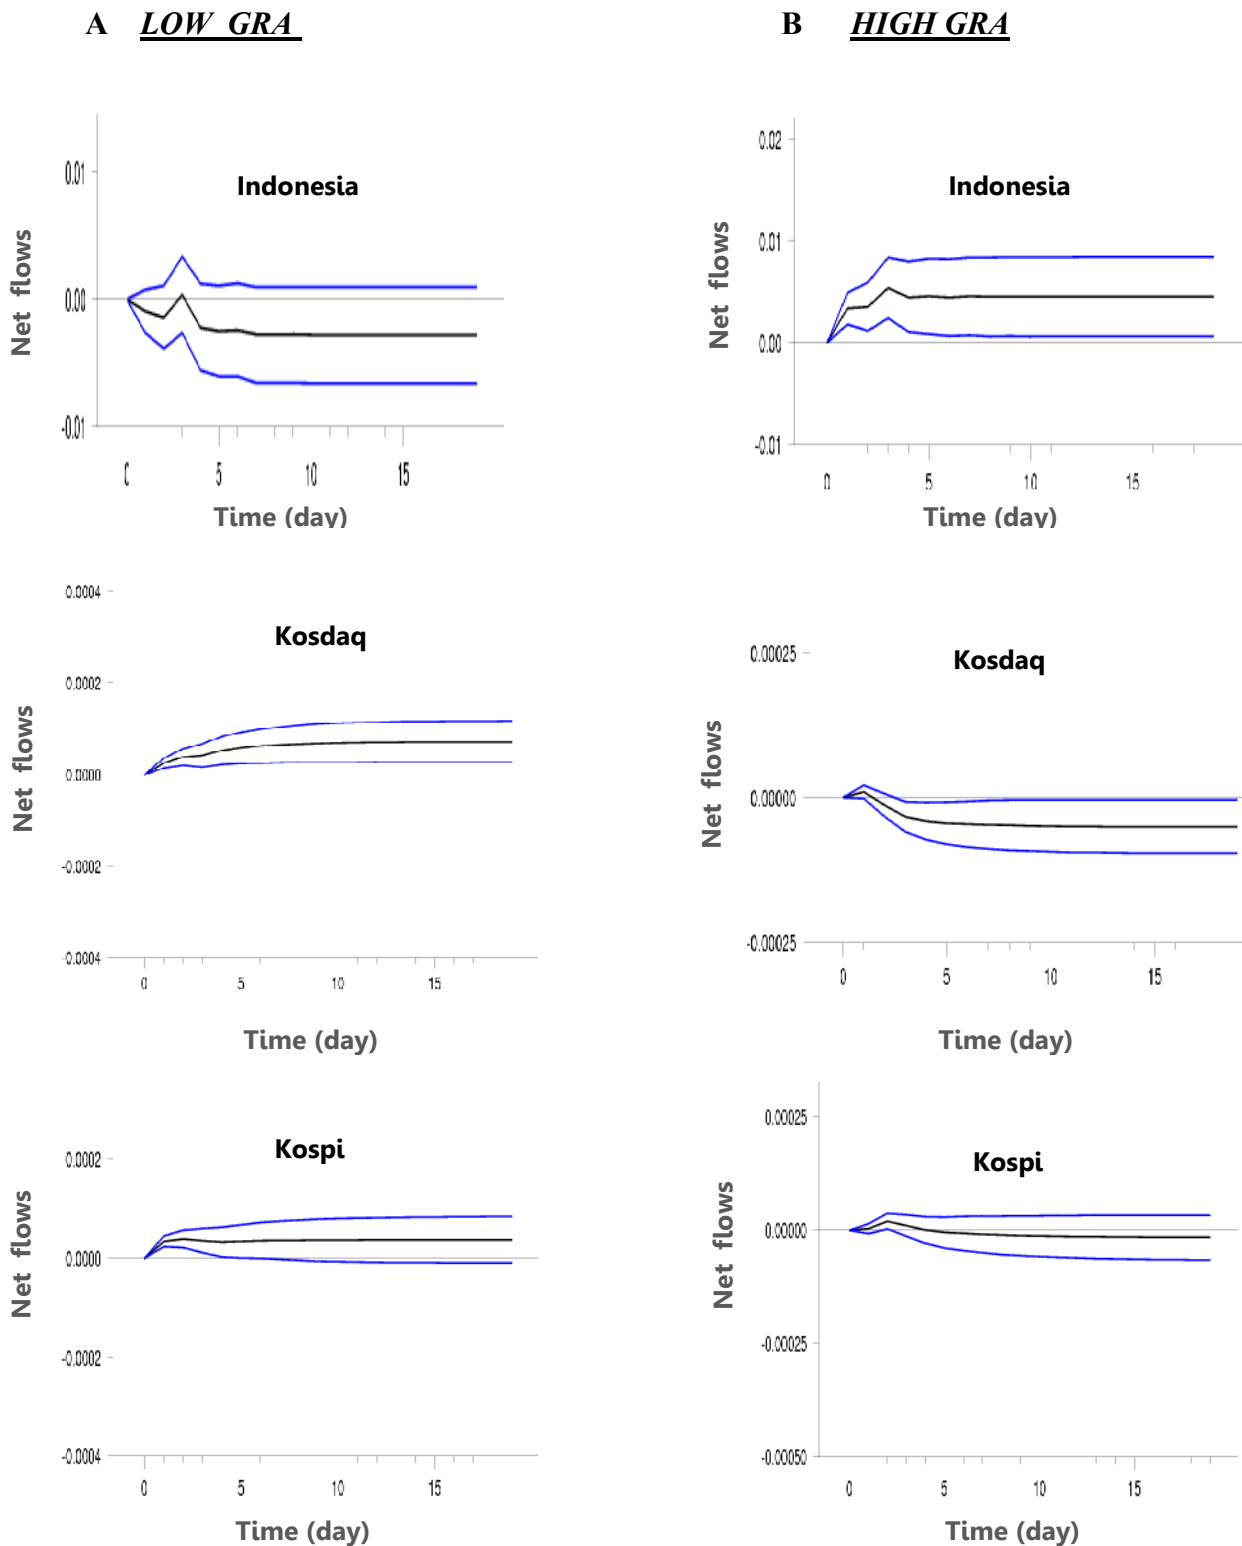 A LOW GRA
B HIGH GRA
0.01
0.00
-0.01
Net flows
Indonesia
0 5 10 15
Time (day)
0.02
0.01
0.00
-0.01
Net flows
Indonesia
0 5 10 15
Time (day)
0.0004
0.0002
0.0000
-0.0002
-0.0004
Net flows
Kosdaq
0 5 10 15
Time (day)
0.00025
0.00000
-0.00025
Net flows
Kosdaq
0 5 10 15
Time (day)
0.0002
0.0000
-0.0002
-0.0004
Net flows
Kospi
0 5 10 15
Time (day)
0.00025
0.00000
-0.00025
-0.00050
Net flows
Kospi
0 5 10 15
Time (day)